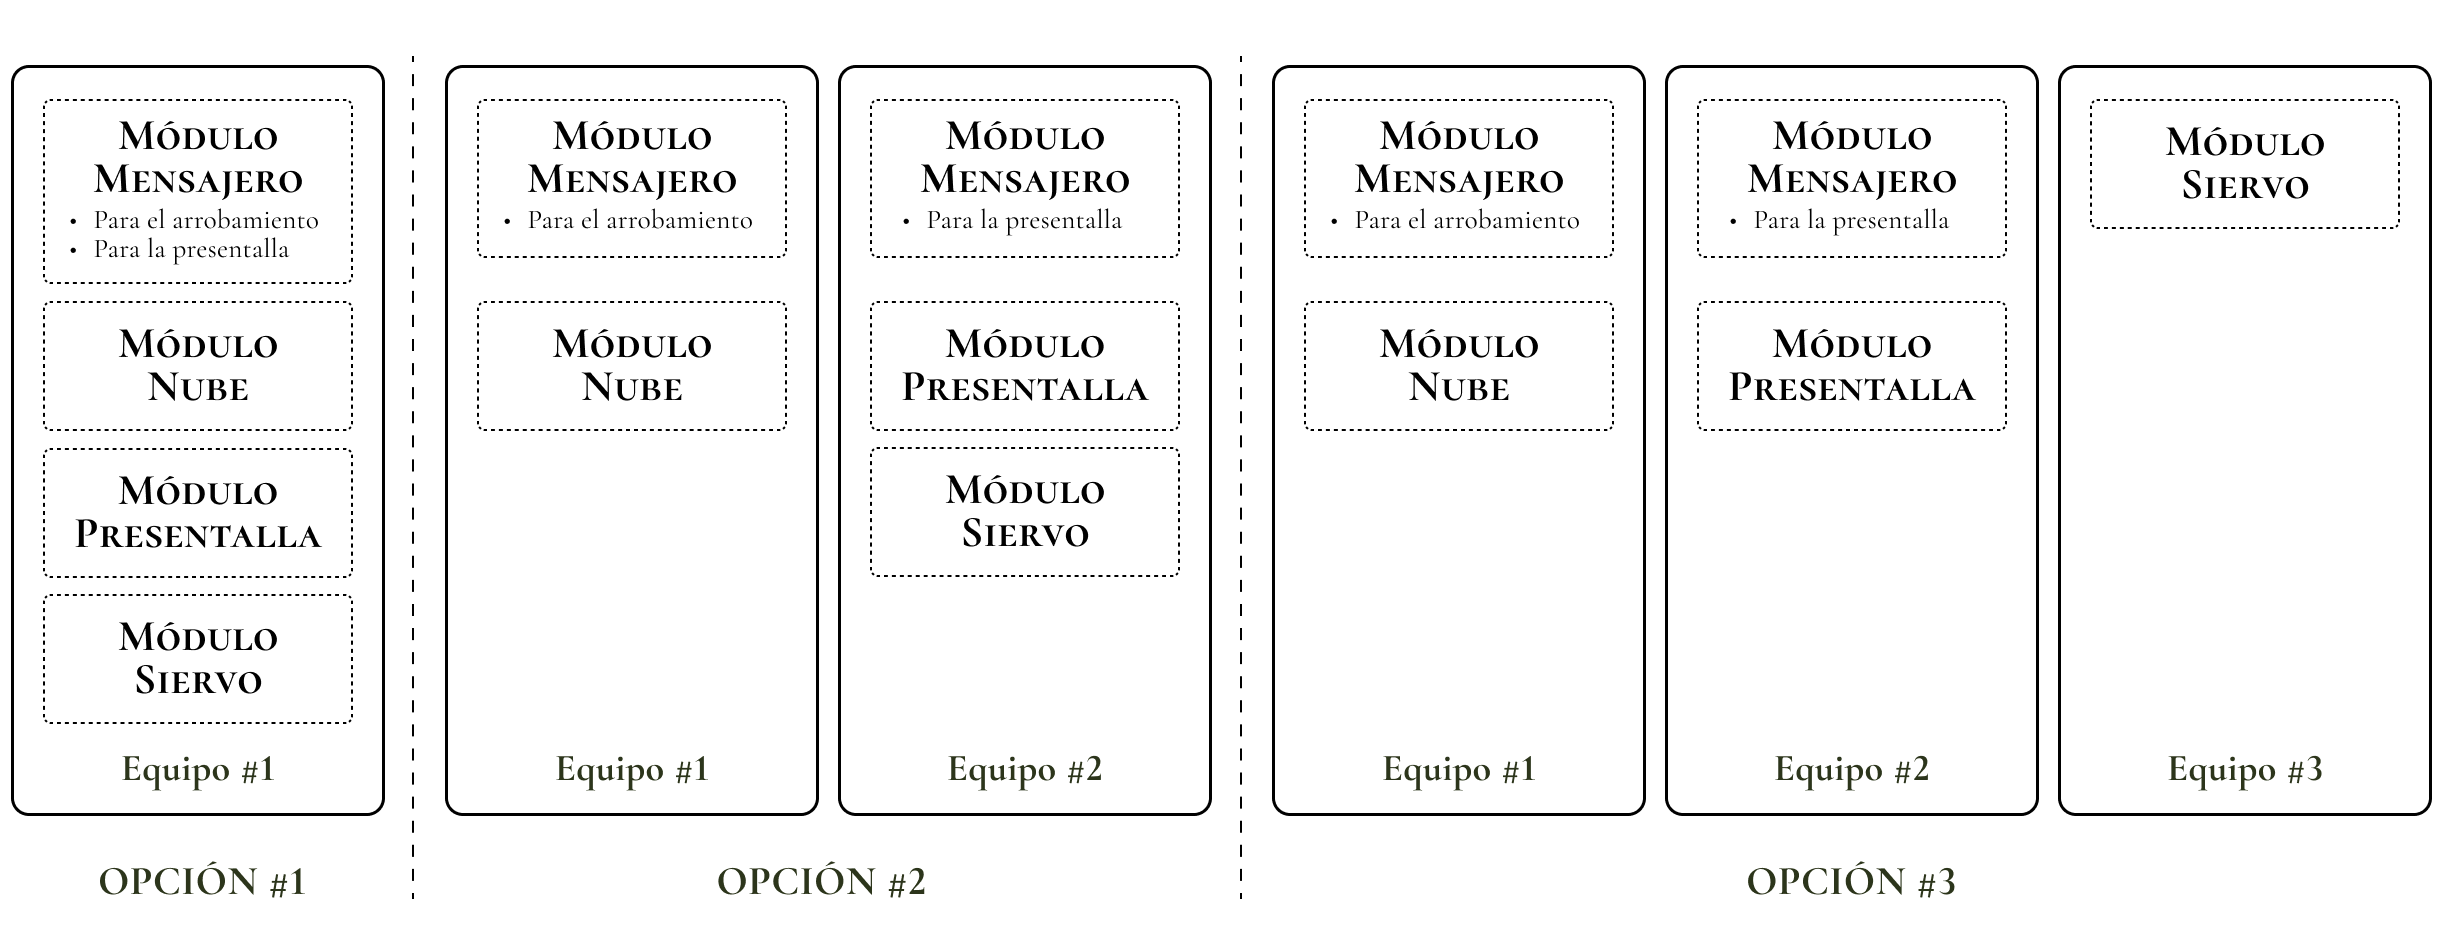 Módulo
Mensajero
• Para el arrobamiento
• Para la presentalla
Módulo
Nube
Módulo
Presentalla
Módulo
Siervo
Equipo #1
OPCIÓN #1
Módulo
Mensajero
• Para el arrobamiento
Módulo
Nube
Equipo #1
Módulo
Mensajero
• Para la presentalla
Módulo
Presentalla
Módulo
Siervo
Equipo #2
OPCIÓN #2
Módulo
Mensajero
• Para el arrobamiento
Módulo
Nube
Equipo #1
Módulo
Mensajero
• Para la presentalla
Módulo
Presentalla
Equipo #2
Módulo
Siervo
Equipo #3
OPCIÓN #3